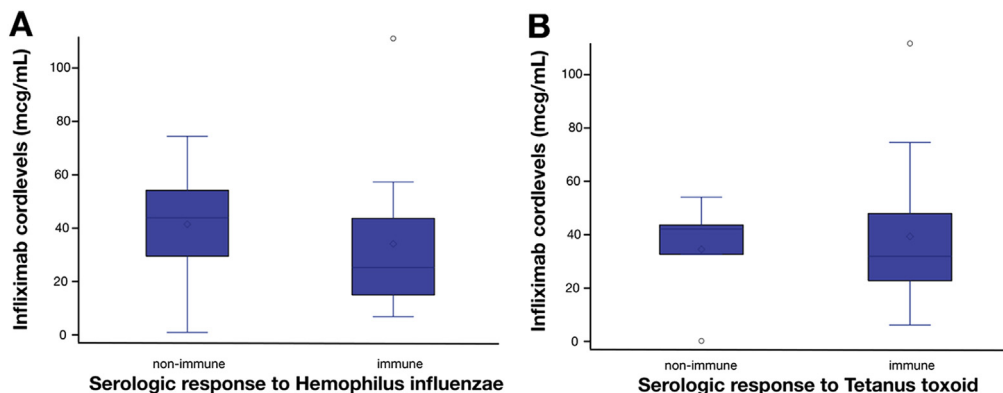 A
Infliximab cordlevels (mcg/mL)
100
80
60
40
20
0
non-immune immune
Serologic response to Hemophilus influenzae
B
Infliximab cordlevels (mcg/mL)
100
80
60
40
20
0
non-immune immune
Serologic response to Tetanus toxoid